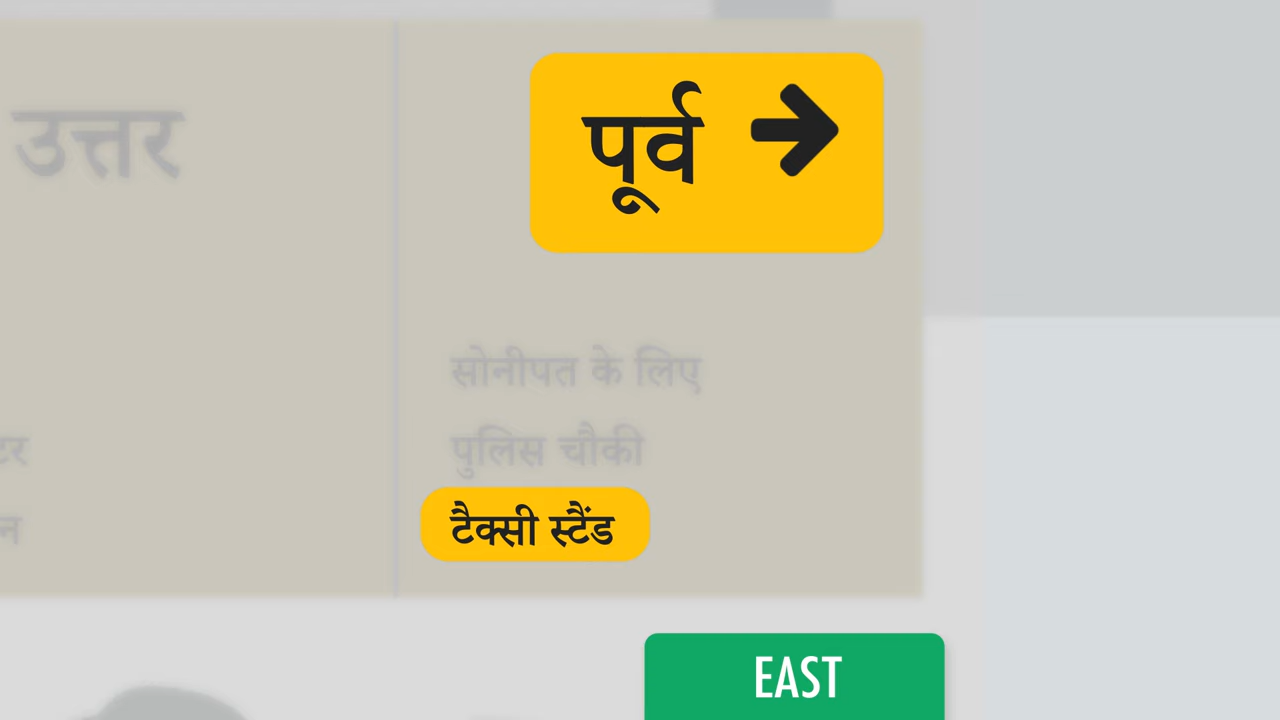 उत्तर
पूर्व →
सोनीपत के लिए
पुलिस चौकी
टैक्सी स्टैंड
EAST